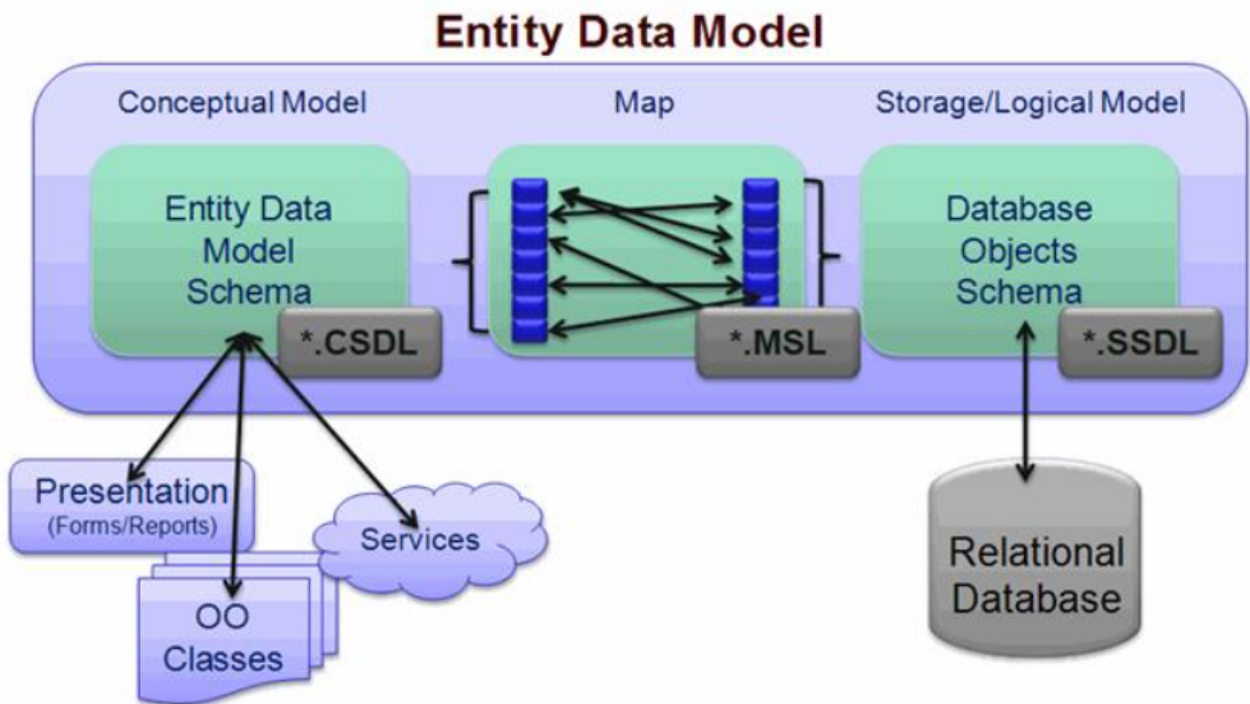 Entity Data Model
Conceptual Model
Map
Storage/Logical Model
Entity Data
Model
Schema
*.CSDL
*.MSL
Database
Objects
Schema
*.SSDL
Presentation
(Forms/Reports)
OO
Classes
Services
Relational
Database